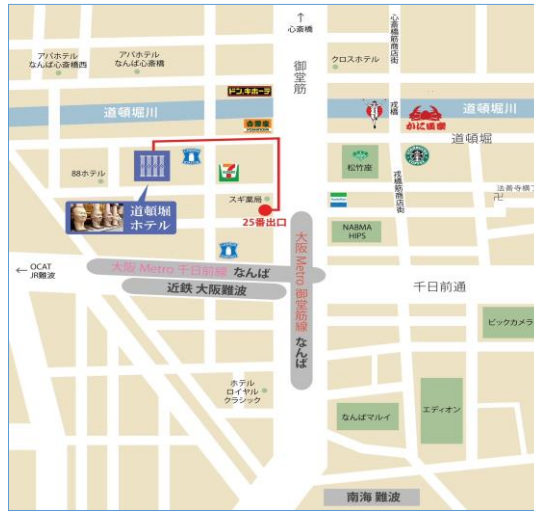 ↑
心斎橋
アパホテル
なんば心斎橋西
アパホテル
なんば心斎橋
御堂筋
クロスホテル
心斎橋筋商店街
ドン.キホーテ
道頓堀川
吉野家
戎橋
かに道楽
道頓堀川
道頓堀
88ホテル
スギ薬局
松竹座
戎橋筋商店街
法善寺横丁
卍
道頓堀
ホテル
25番出口
NABMA
HIPS
← OCAT
JR難波
大阪 Metro 千日前線 なんば
近鉄 大阪難波
大阪 Metro 御堂筋線 なんば
千日前通
ビックカメラ
ホテル
ロイヤル
クラシック
なんばマルイ
エディオン
南海 難波